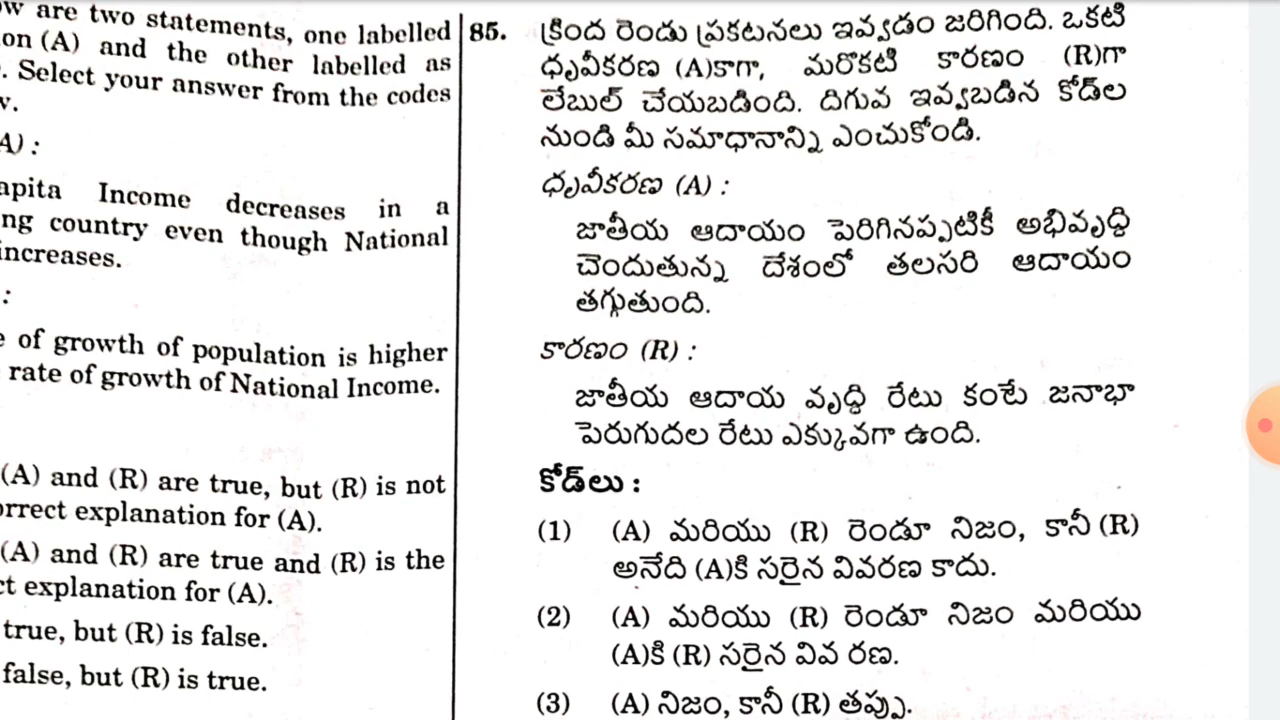 are two statements, one labelled
(A) and the other labelled as
. Select your answer from the codes
A) :
Income decreases in a
country even though National
increases.
:
of growth of population is higher
rate of growth of National Income.
(A) and (R) are true, but (R) is not
explanation for (A).
(A) and (R) are true and (R) is the
explanation for (A).
true, but (R) is false.
false, but (R) is true.
85. క్రింద రెండు ప్రకటనలు ఇవ్వడం జరిగింది. ఒకటి
ధృవీకరణ (A)కాగా, మరొకటి కారణం (R)గా
లేబుల్ చేయబడింది. దిగువ ఇవ్వబడిన కోడ్‌ల
నుండి మీ సమాధానాన్ని ఎంచుకోండి.
ధృవీకరణ (A) :
జాతీయ ఆదాయం పెరిగినప్పటికీ అభివృద్ధి
చెందుతున్న దేశంలో తలసరి ఆదాయం
తగ్గుతుంది.
కారణం (R) :
జాతీయ ఆదాయ వృద్ధి రేటు కంటే జనాభా
పెరుగుదల రేటు ఎక్కువగా ఉంది.
కోడ్‌లు :
(1) (A) మరియు (R) రెండూ నిజం, కానీ (R)
అనేది (A)కి సరైన వివరణ కాదు.
(2) (A) మరియు (R) రెండూ నిజం మరియు
(A)కి (R) సరైన వివ రణ.
(3) (A) నిజం, కానీ (R) తప్పు.